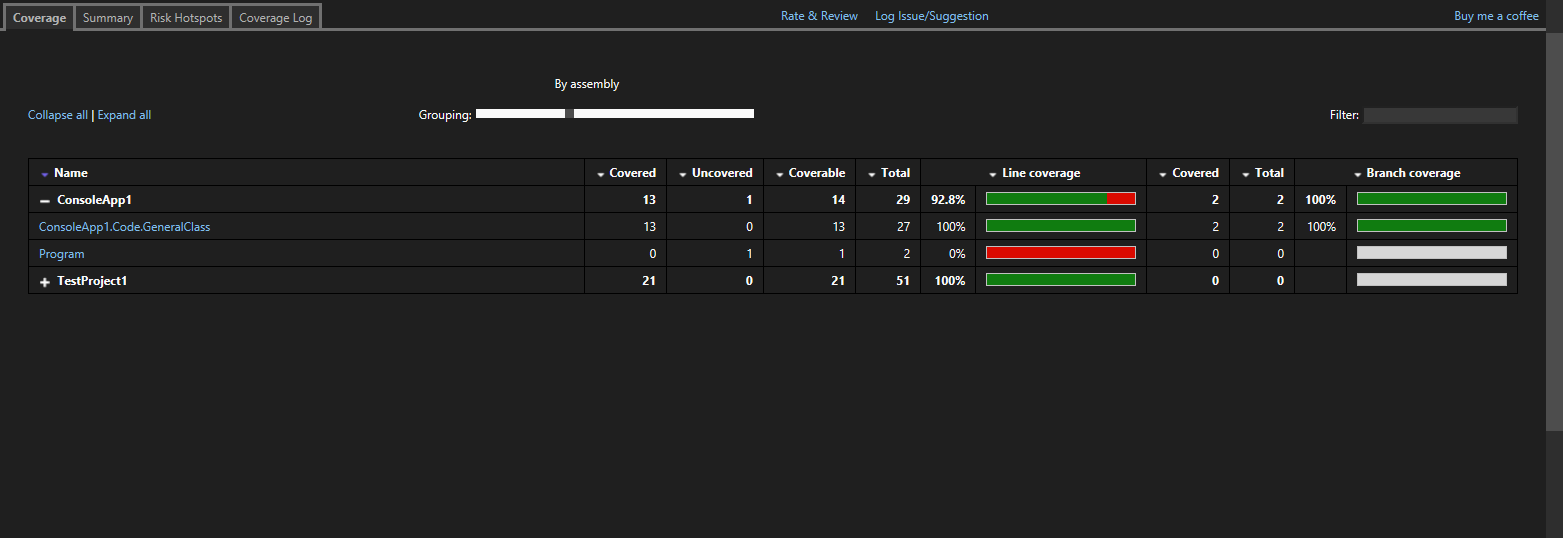 Coverage Summary Risk Hotspots Coverage Log Rate & Review Log Issue/Suggestion Buy me a coffee
By assembly
Collapse all | Expand all Grouping: Filter:
Name Covered Uncovered Coverable Total Line coverage Covered Total Branch coverage
ConsoleApp1 13 1 14 29 92.8% 2 2 100%
ConsoleApp1.Code.GeneralClass 13 0 13 27 100% 2 2 100%
Program 0 1 1 2 0% 0 0
TestProject1 21 0 21 51 100% 0 0